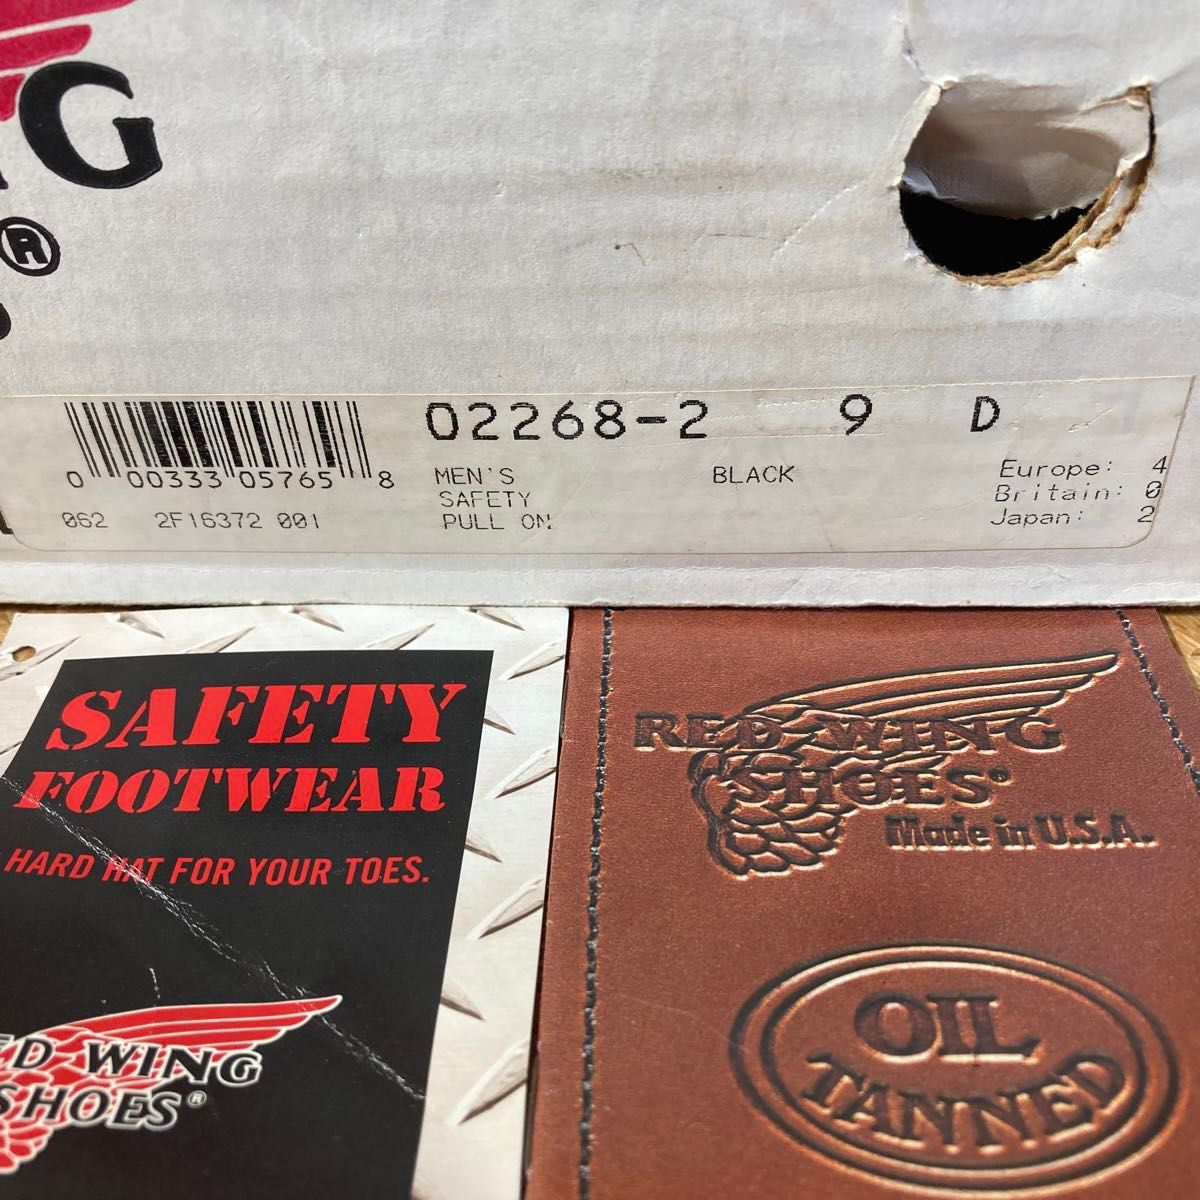 G
®
02268-2 9 D
0 00333 05765 8
MEN'S BLACK
SAFETY
PULL ON
Europe: 4
Britain: 0
Japan: 2
062 2F16372 001
SAFETY
FOOTWEAR
HARD HAT FOR YOUR TOES.
ED WING
SHOES®
RED WING
SHOES®
Made in U.S.A.
OIL
TANNED